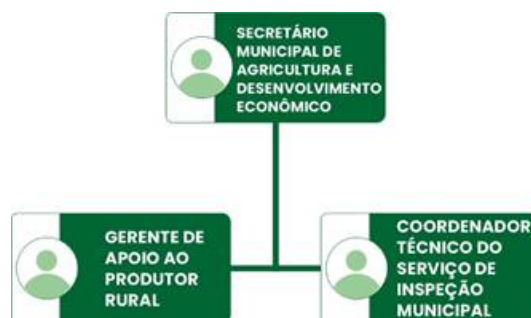 SECRETÁRIO
MUNICIPAL DE
AGRICULTURA E
DESENVOLVIMENTO
ECONÔMICO
GERENTE DE
APOIO AO
PRODUTOR
RURAL
COORDENADOR
TÉCNICO DO
SERVIÇO DE
INSPEÇÃO
MUNICIPAL